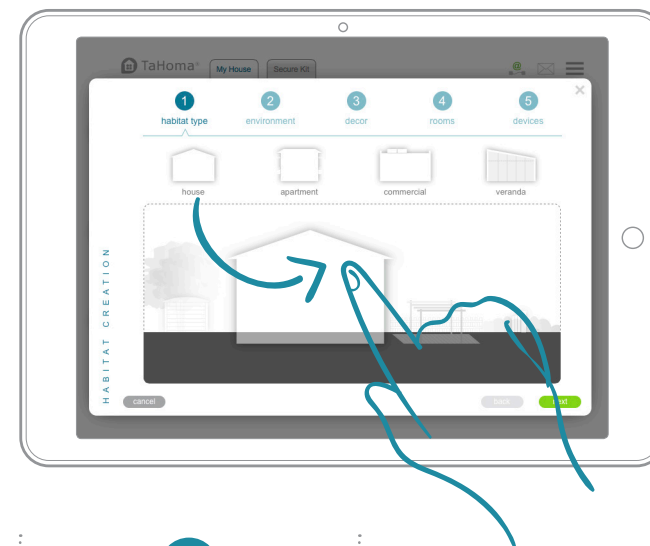 TaHoma® My House Secure Kit @
1 2 3 4 5
habitat type environment decor rooms devices
house apartment commercial veranda
HABITAT CREATION
cancel back next